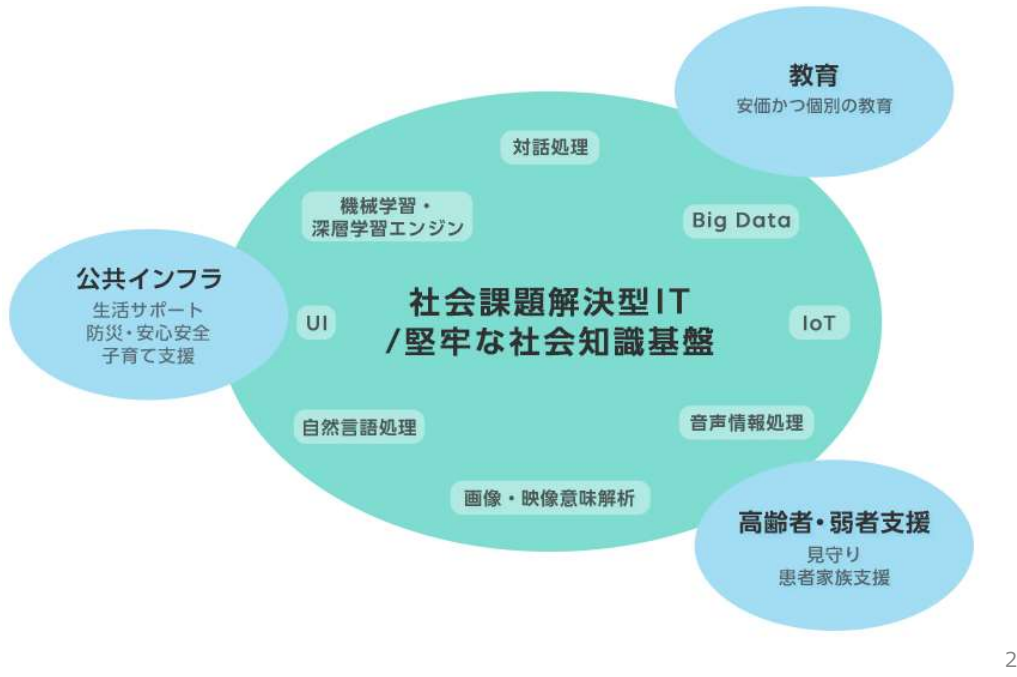 教育
安価かつ個別の教育
対話処理
機械学習・
深層学習エンジン
Big Data
公共インフラ
生活サポート
防災・安心安全
子育て支援
UI
社会課題解決型IT
/堅牢な社会知識基盤
IoT
自然言語処理
音声情報処理
画像・映像意味解析
高齢者・弱者支援
見守り
患者家族支援
2